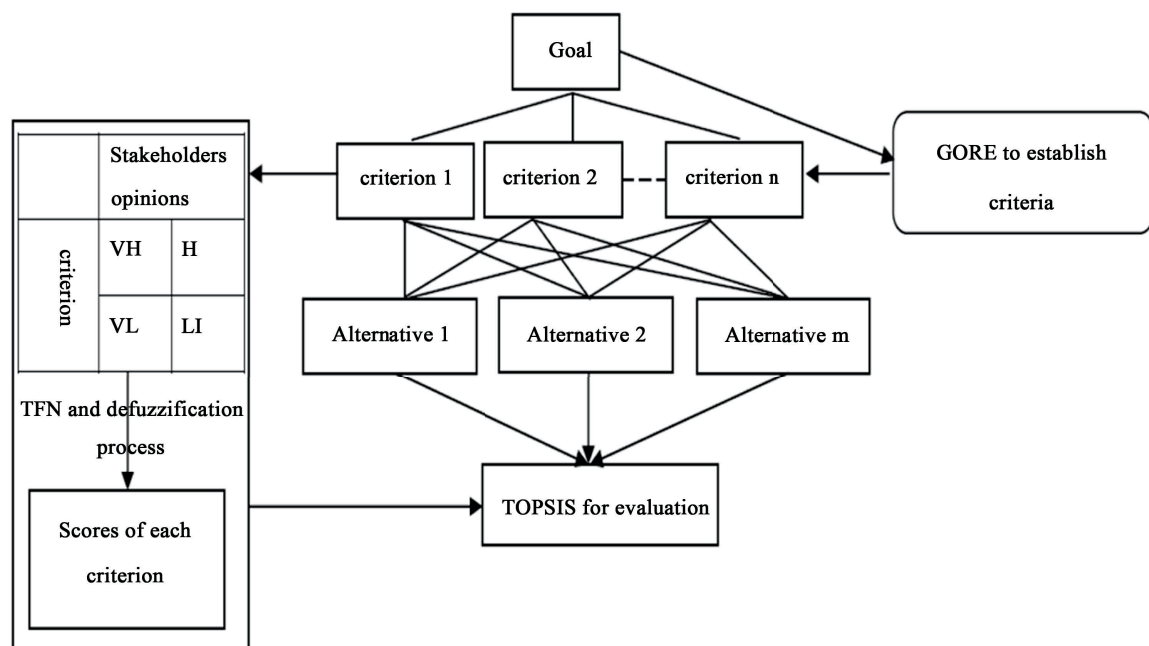 Goal
GORE to establish
criteria
criterion 1
criterion 2
criterion n
Stakeholders
opinions
criterion
VH
H
VL
LI
Alternative 1
Alternative 2
Alternative m
TFN and defuzzification
process
TOPSIS for evaluation
Scores of each
criterion